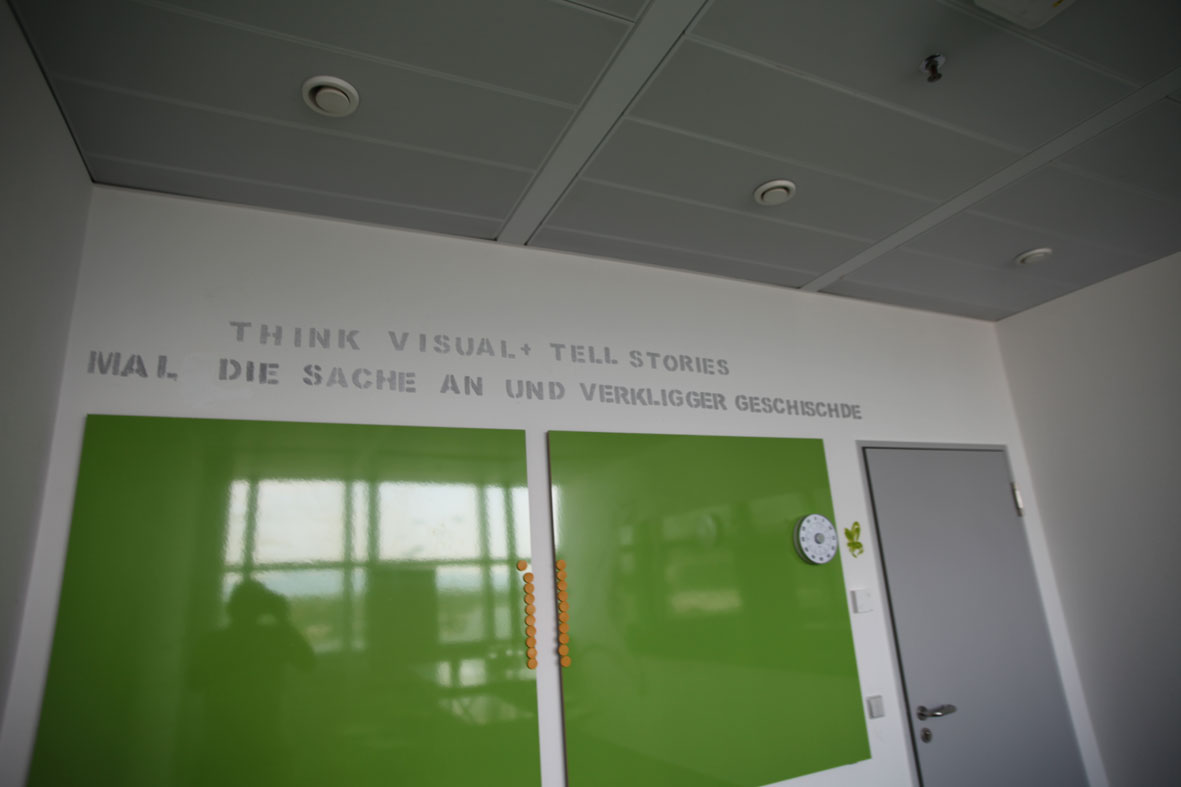 THINK VISUAL+ TELL STORIES
MAL DIE SACHE AN UND VERKLIGGER GESCHISCHDE